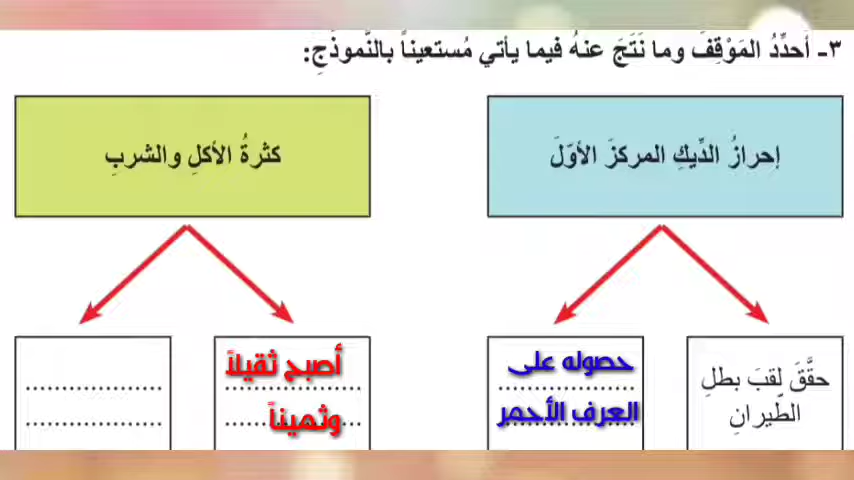 ٣- أحدِّدُ المَوْقِفَ وما نَتَجَ عنهُ فيما يأتي مُستعيناً بالنَّموذَجِ:
إحرازُ الدِّيكِ المركزَ الأوّلَ
كثرةُ الأكلِ والشربِ
حقَّقَ لقبَ بطلِ
الطّيرانِ
حصوله على
العرف الأحمر
أصبح ثقيلاً
وثميناً